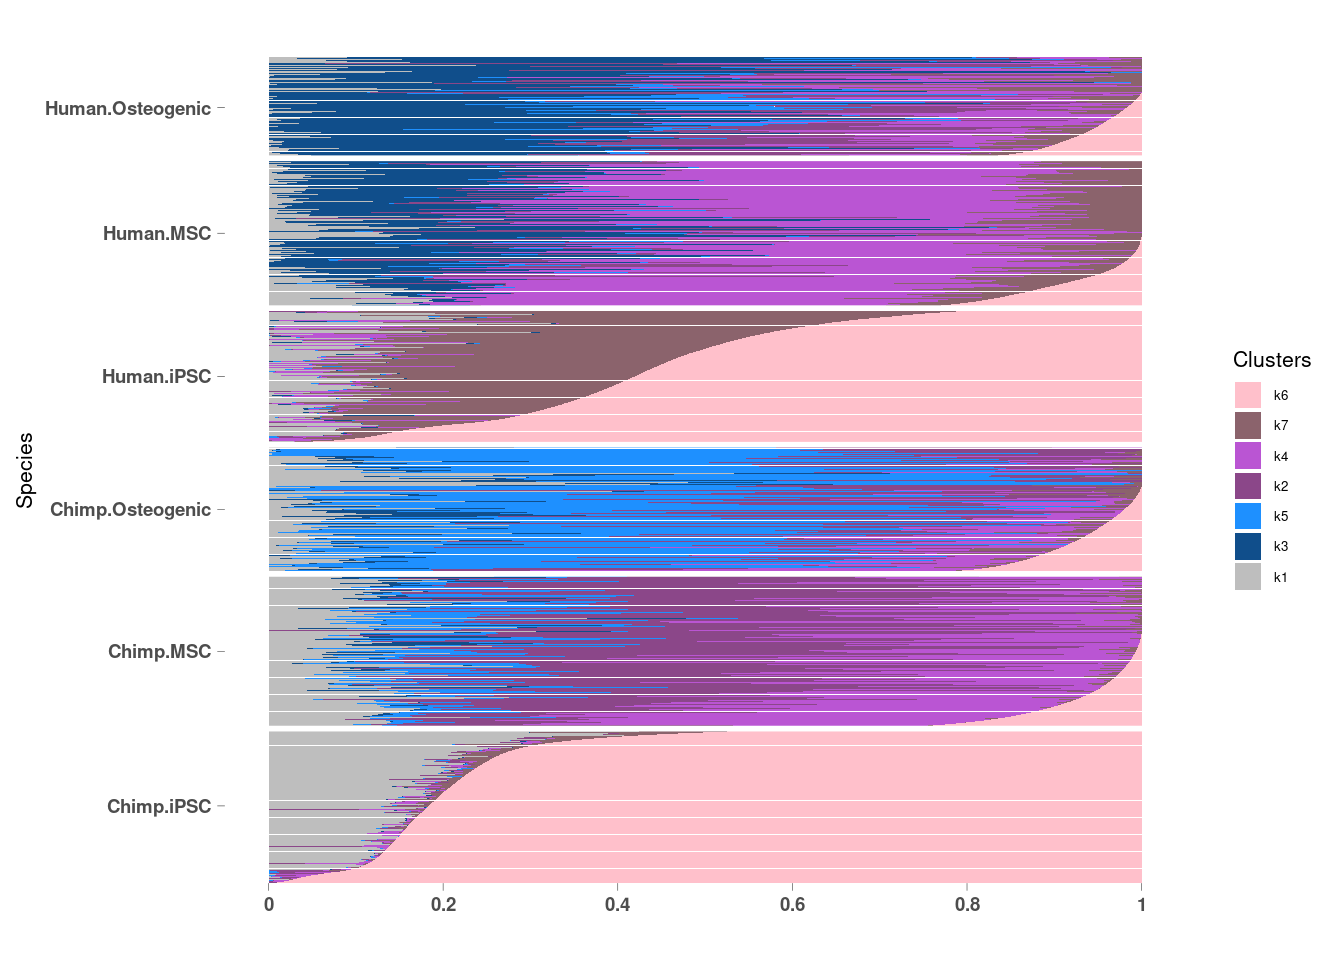 Human.Osteogenic
Human.MSC
Human.iPSC
Chimp.Osteogenic
Chimp.MSC
Chimp.iPSC
Species
0 0.2 0.4 0.6 0.8 1
Clusters
k6
k7
k4
k2
k5
k3
k1